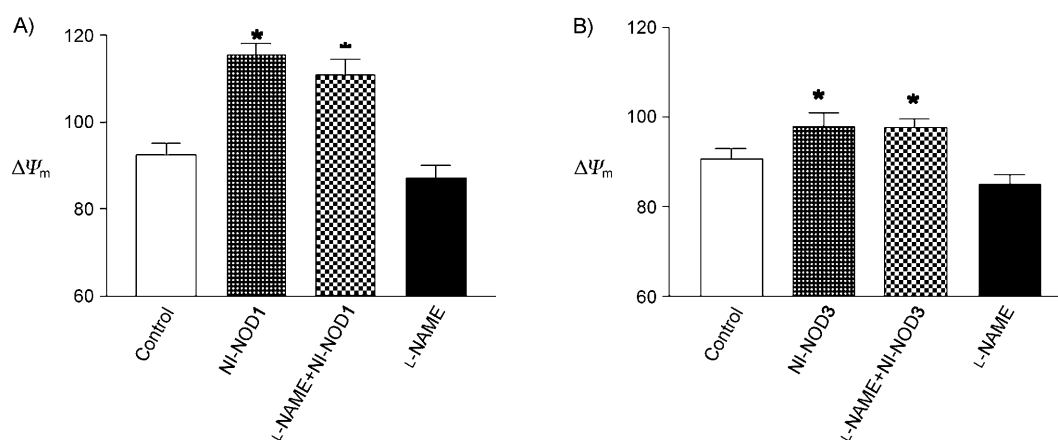 A)
120
*
*
100
ΔΨm
80
60
Control
NI-NOD1
L-NAME+NI-NOD1
L-NAME
B)
120
100
*
*
ΔΨm
80
60
Control
NI-NOD3
L-NAME+NI-NOD3
L-NAME